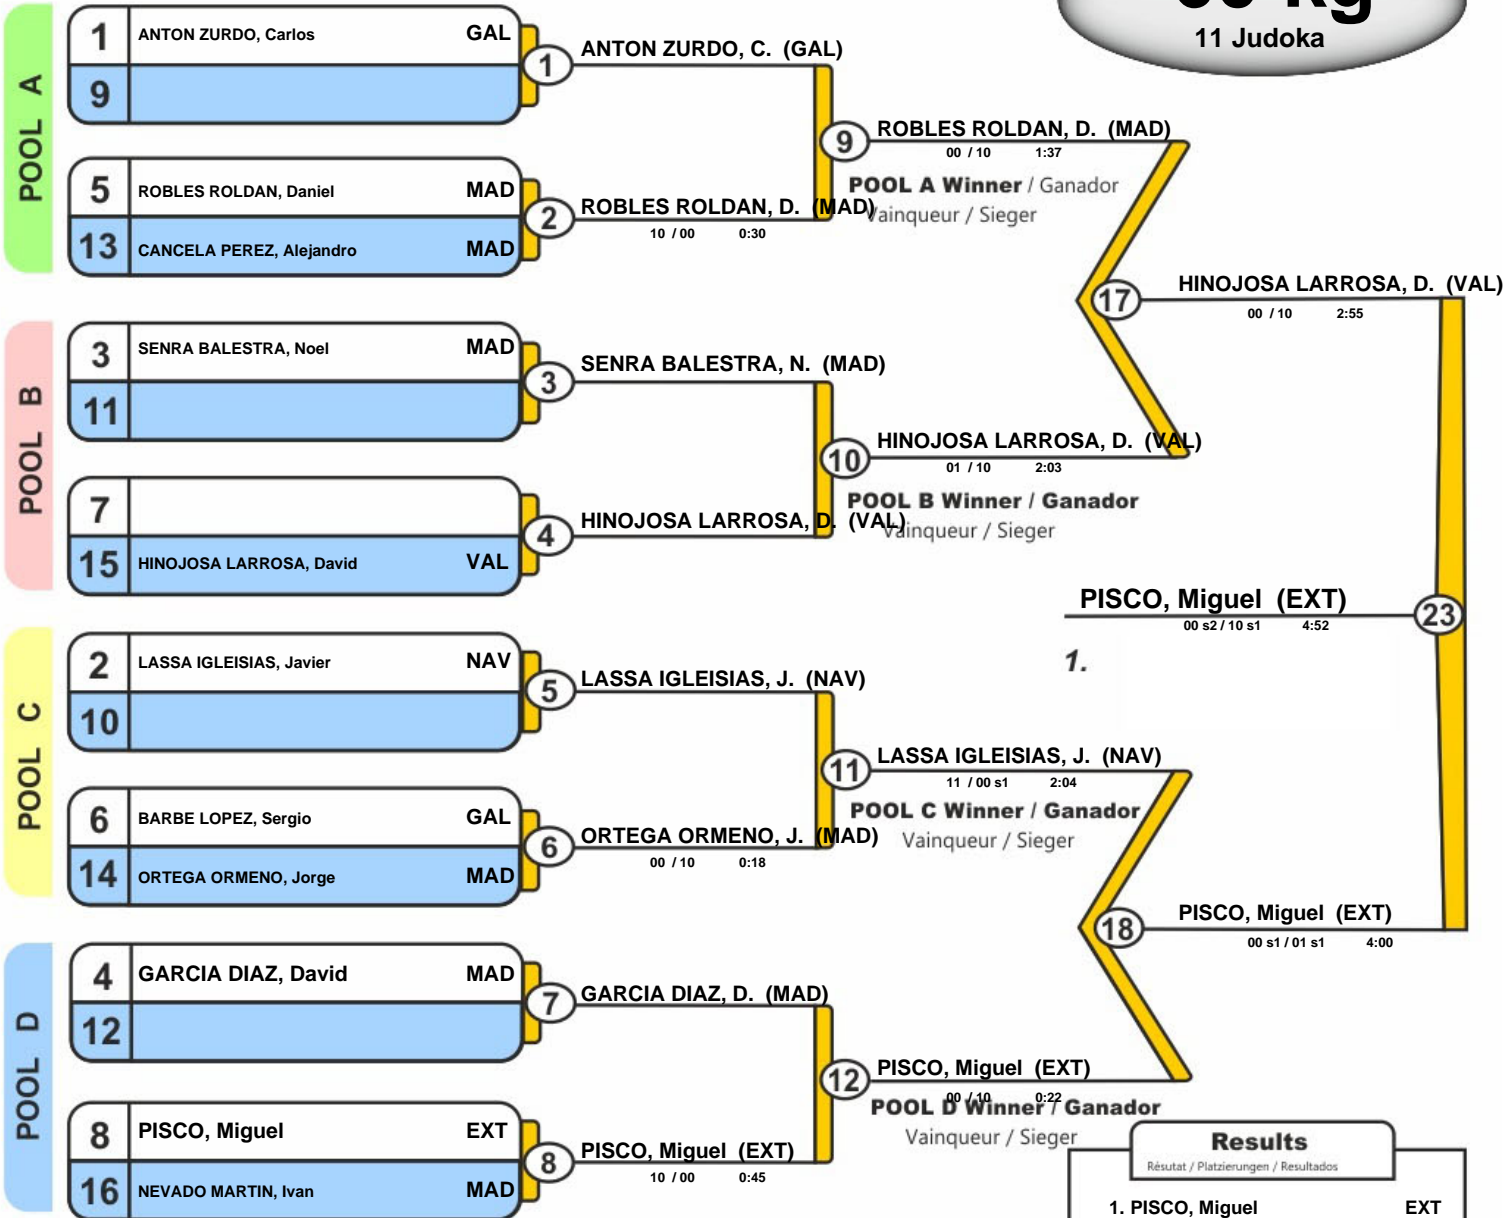 11 Judoka
POOL A
1 ANTON ZURDO, Carlos GAL
9
1
ANTON ZURDO, C. (GAL)
5 ROBLES ROLDAN, Daniel MAD
13 CANCELA PEREZ, Alejandro MAD
2
ROBLES ROLDAN, D. (MAD)
10 / 00 0:30
9
ROBLES ROLDAN, D. (MAD)
00 / 10 1:37
POOL A Winner / Ganador
Vainqueur / Sieger
POOL B
3 SENRA BALESTRA, Noel MAD
11
3
SENRA BALESTRA, N. (MAD)
7
15 HINOJOSA LARROSA, David VAL
4
HINOJOSA LARROSA, D. (VAL)
10
HINOJOSA LARROSA, D. (VAL)
01 / 10 2:03
POOL B Winner / Ganador
Vainqueur / Sieger
17
HINOJOSA LARROSA, D. (VAL)
00 / 10 2:55
PISCO, Miguel (EXT)
00 s2 / 10 s1 4:52
23
1.
POOL C
2 LASSA IGLEISIAS, Javier NAV
10
5
LASSA IGLEISIAS, J. (NAV)
6 BARBE LOPEZ, Sergio GAL
14 ORTEGA ORMENO, Jorge MAD
6
ORTEGA ORMENO, J. (MAD)
00 / 10 0:18
11
LASSA IGLEISIAS, J. (NAV)
11 / 00 s1 2:04
POOL C Winner / Ganador
Vainqueur / Sieger
18
PISCO, Miguel (EXT)
00 s1 / 01 s1 4:00
POOL D
4 GARCIA DIAZ, David MAD
12
7
GARCIA DIAZ, D. (MAD)
8 PISCO, Miguel EXT
16 NEVADO MARTIN, Ivan MAD
8
PISCO, Miguel (EXT)
10 / 00 0:45
12
PISCO, Miguel (EXT)
00 / 10 0:22
POOL D Winner / Ganador
Vainqueur / Sieger
Results
Résutat / Platzierungen / Resultados
1. PISCO, Miguel EXT